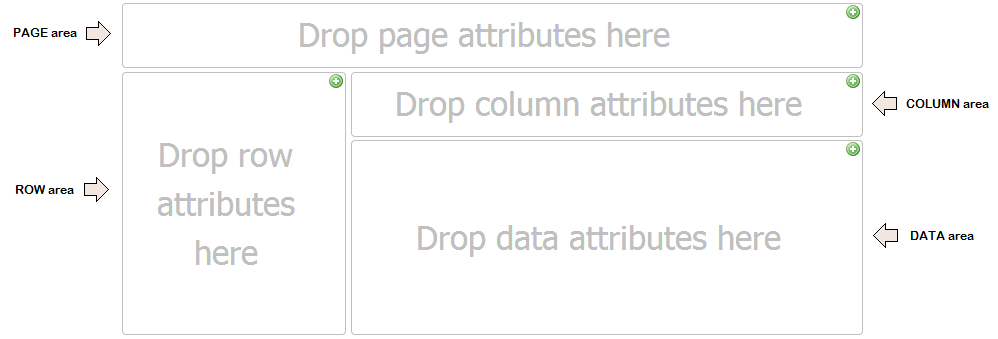 PAGE area
Drop page attributes here
Drop column attributes here
COLUMN area
Drop row
attributes
here
ROW area
Drop data attributes here
DATA area